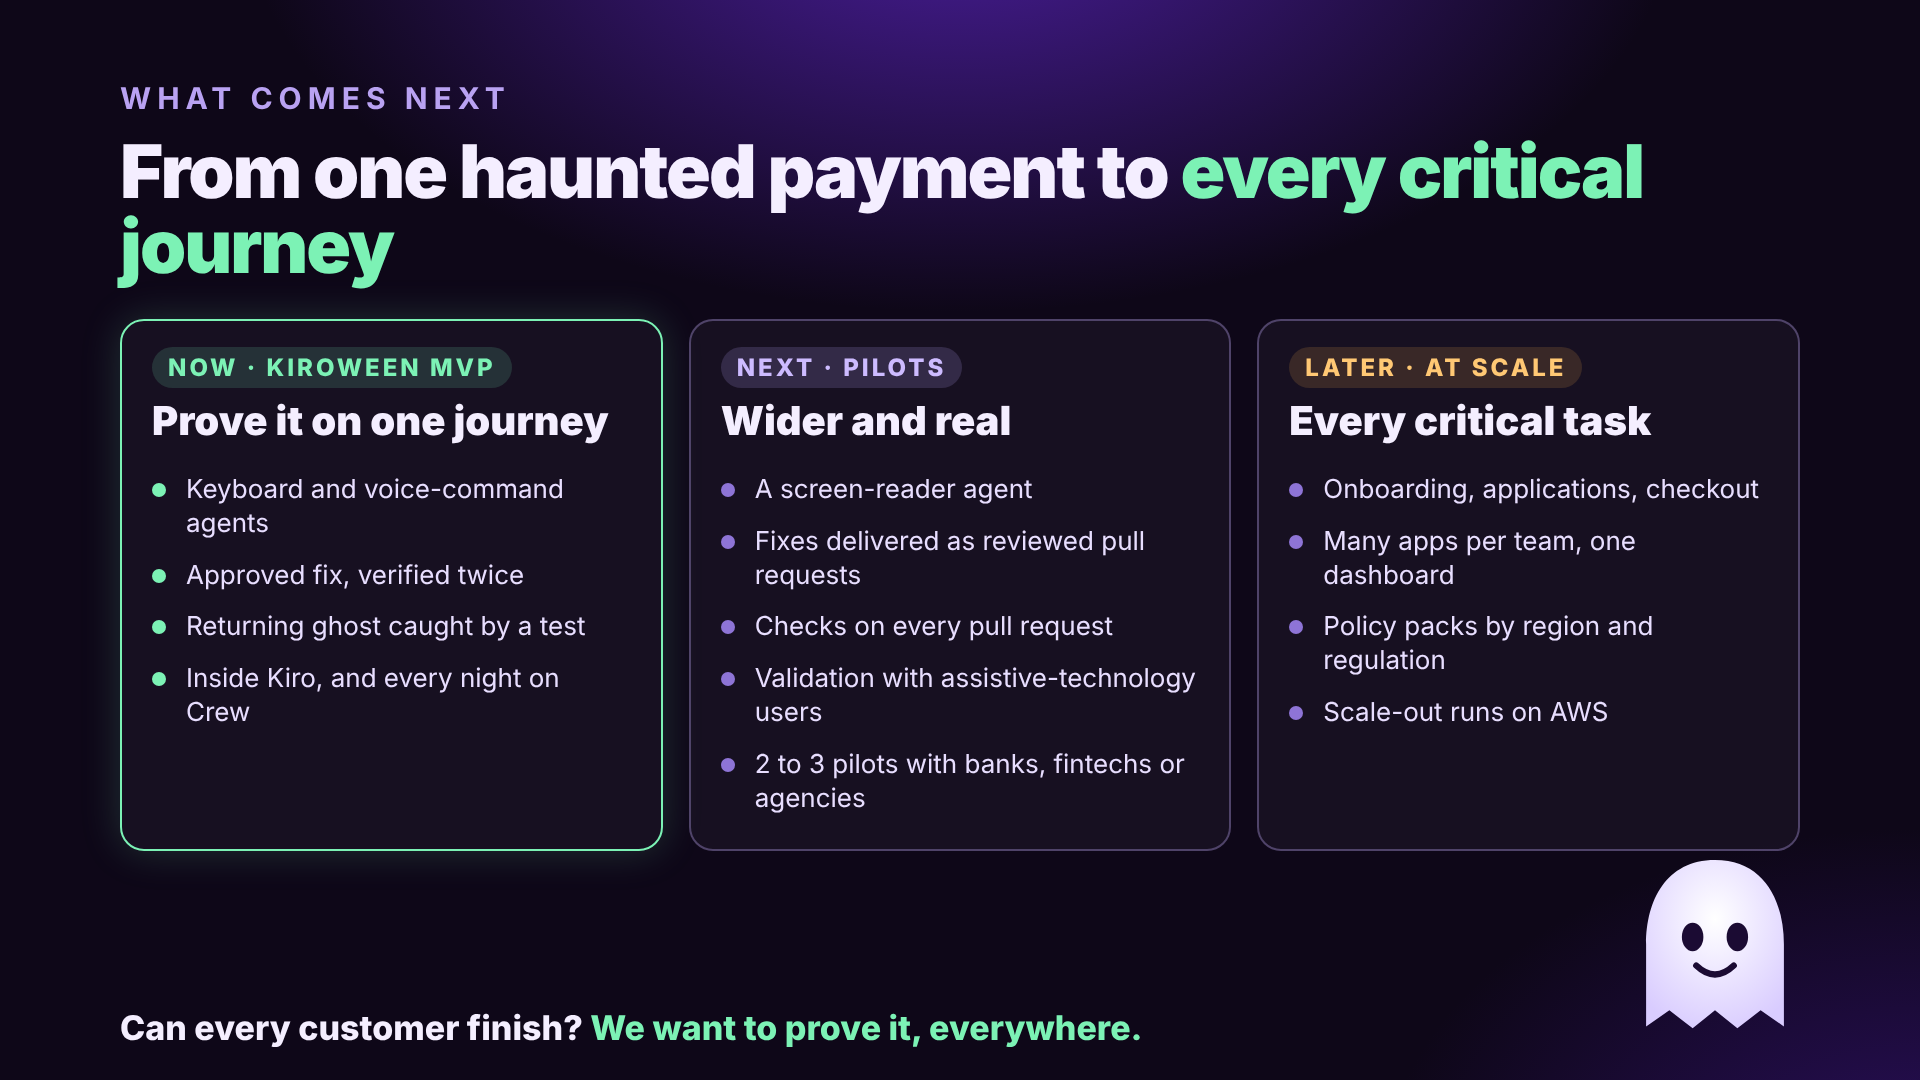 WHAT COMES NEXT
From one haunted payment to every critical
journey
NOW · KIROWEEN MVP
Prove it on one journey
Keyboard and voice-command
agents
Approved fix, verified twice
Returning ghost caught by a test
Inside Kiro, and every night on
Crew
NEXT · PILOTS
Wider and real
A screen-reader agent
Fixes delivered as reviewed pull
requests
Checks on every pull request
Validation with assistive-technology
users
2 to 3 pilots with banks, fintechs or
agencies
LATER · AT SCALE
Every critical task
Onboarding, applications, checkout
Many apps per team, one
dashboard
Policy packs by region and
regulation
Scale-out runs on AWS
Can every customer finish? We want to prove it, everywhere.